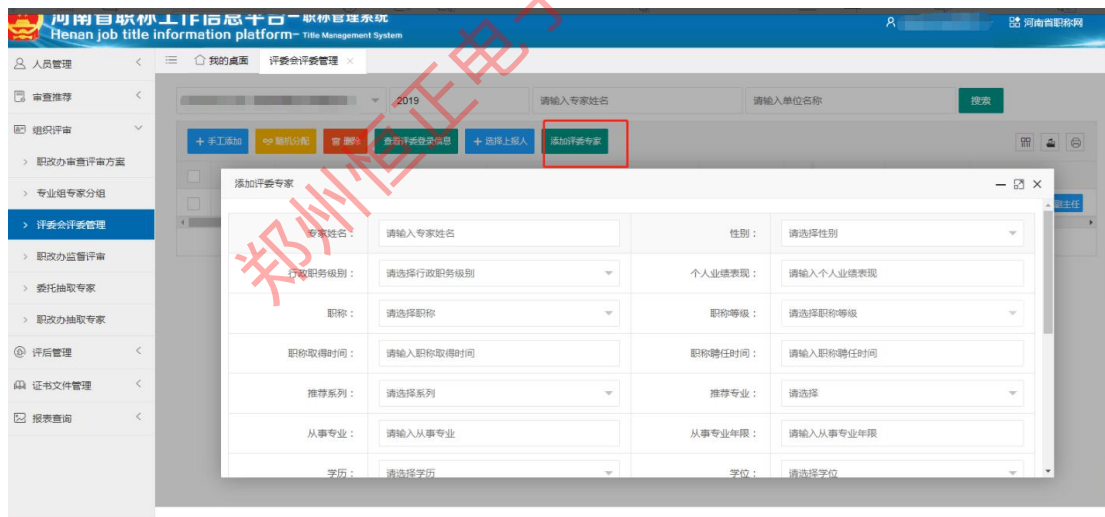 河南省职称工作信息平台－职称管理系统
Henan job title information platform－ Title Management System
河南省职称网
人员管理
审查推荐
组织评审
职改办审查评审方案
专业组专家分组
评委会评委管理
职改办监督评审
委托抽取专家
职改办抽取专家
评后管理
证书文件管理
报表查询
我的桌面 评委会评委管理 ×
2019 请输入专家姓名 请输入单位名称 搜索
+ 手工添加 随机分配 删除 查看评委登录信息 + 选择上报人 添加评委专家
副主任
添加评委专家
专家姓名： 请输入专家姓名 性别： 请选择性别
行政职务级别： 请选择行政职务级别 个人业绩表现： 请输入个人业绩表现
职称： 请选择职称 职称等级： 请选择职称等级
职称取得时间： 请输入职称取得时间 职称聘任时间： 请输入职称聘任时间
推荐系列： 请选择系列 推荐专业： 请选择
从事专业： 请输入从事专业 从事专业年限： 请输入从事专业年限
学历： 请选择学历 学位： 请选择学位
郑州恒正电子